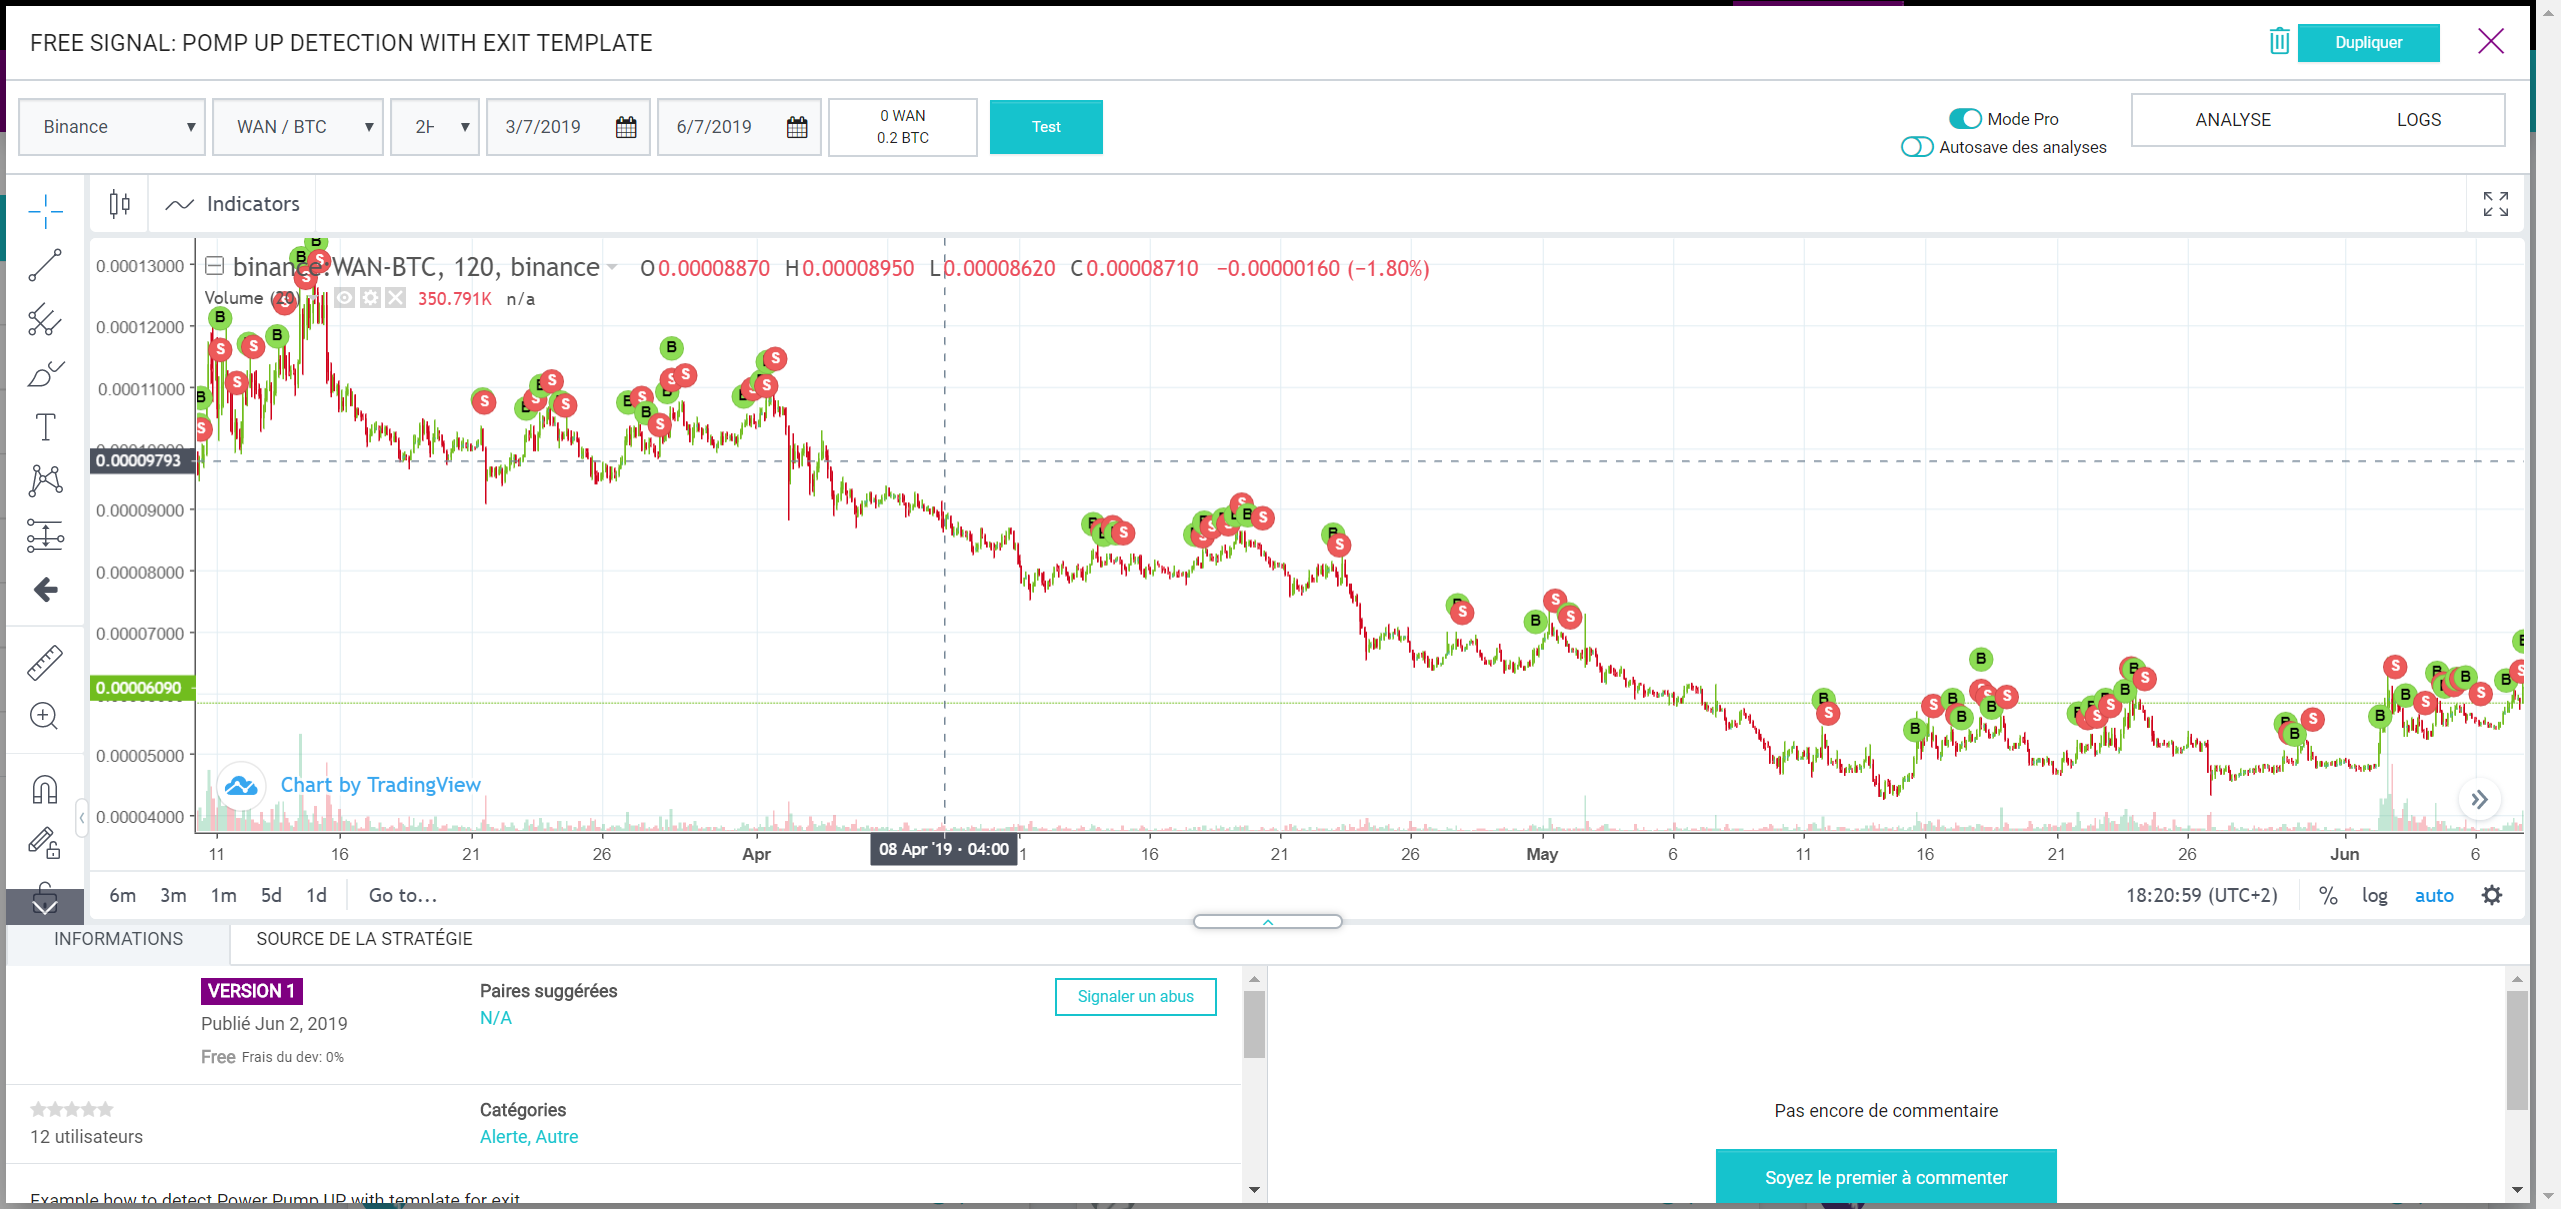 FREE SIGNAL: POMP UP DETECTION WITH EXIT TEMPLATE
Dupliquer
Binance
WAN / BTC
3/7/2019
6/7/2019
0 WAN
0.2 BTC
Test
Mode Pro
Autosave des analyses
ANALYSE
LOGS
Indicators
binance:WAN-BTC, 120, binance
O0.00008870 H0.00008950 L0.00008620 C0.00008710 −0.00000160 (−1.80%)
Volume (20)
350.791K n/a
0.00013000
0.00012000
0.00011000
0.00009793
0.00009000
0.00008000
0.00007000
0.00006090
0.00005000
0.00004000
Chart by TradingView
11
16
21
26
Apr
08 Apr '19 · 04:00
16
21
26
May
6
11
16
21
26
Jun
6
6m
3m
1m
5d
1d
Go to...
18:20:59 (UTC+2)
%
log
auto
INFORMATIONS
SOURCE DE LA STRATÉGIE
VERSION 1
Publié Jun 2, 2019
Free Frais du dev: 0%
Paires suggérées
N/A
Signaler un abus
12 utilisateurs
Catégories
Alerte, Autre
Example how to detect Power Pump UP with template for exit
Pas encore de commentaire
Soyez le premier à commenter